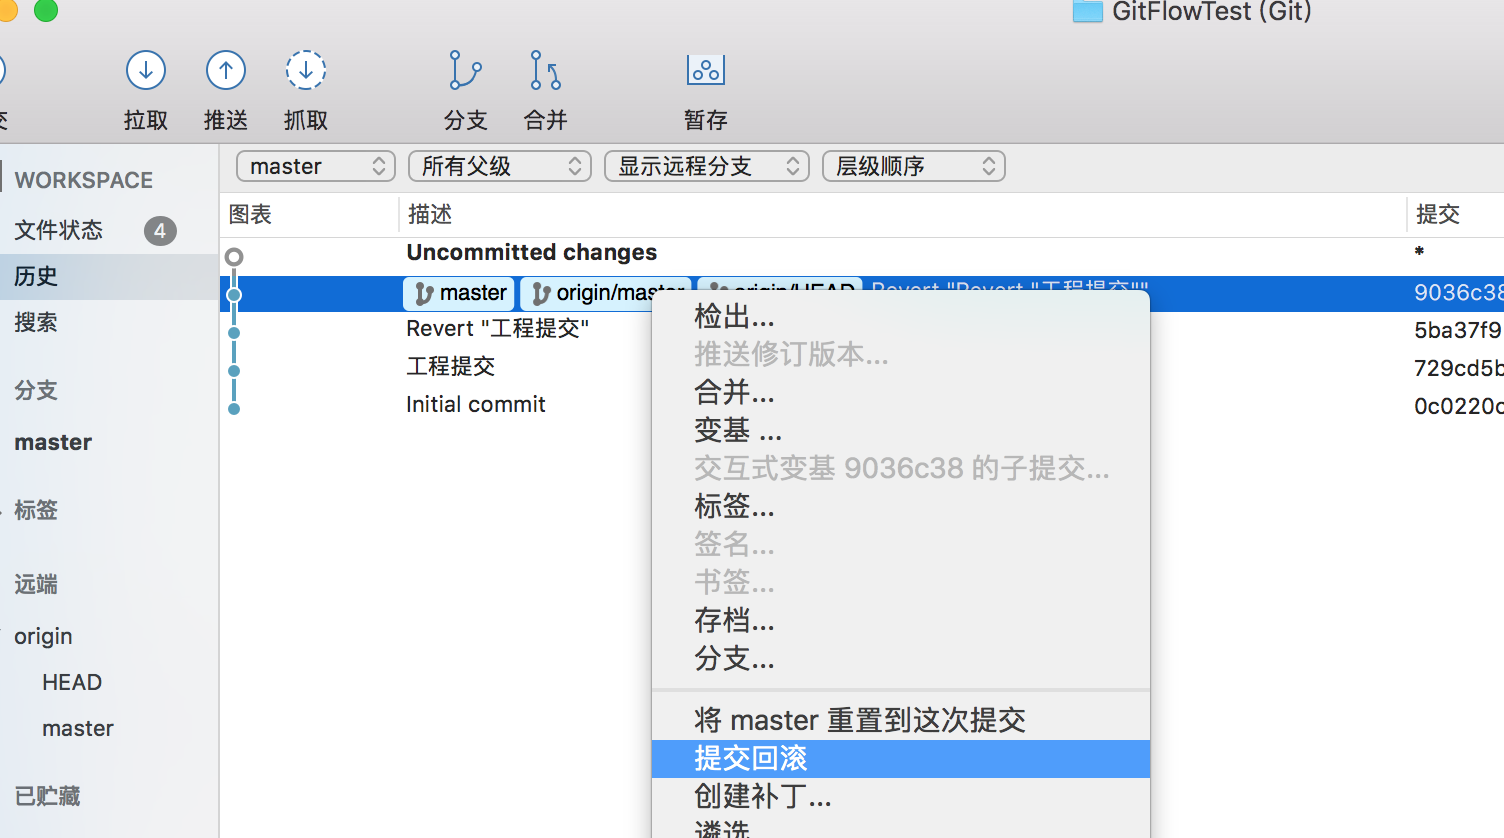 GitFlowTest (Git)
拉取 推送 抓取 分支 合并 暂存
master 所有父级 显示远程分支 层级顺序
WORKSPACE
文件状态 4
历史
搜索
分支
master
标签
远端
origin
HEAD
master
已贮藏
图表 描述 提交
Uncommitted changes *
master origin/master origin/HEAD Revert "Revert "工程提交"" 9036c38
Revert "工程提交" 5ba37f9
工程提交 729cd5b
Initial commit 0c0220c
检出...
推送修订版本...
合并...
变基 ...
交互式变基 9036c38 的子提交...
标签...
签名...
书签...
存档...
分支...
将 master 重置到这次提交
提交回滚
创建补丁...
遴选